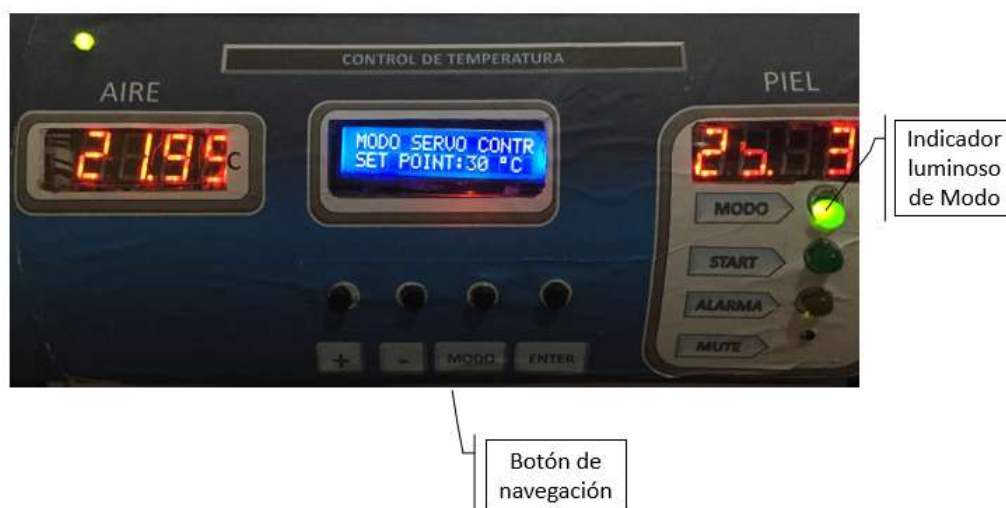 CONTROL DE TEMPERATURA
AIRE
PIEL
21.95
C
MODO SERVO CONTR
SET POINT:30 °C
MODO
START
ALARMA
MUTE
+
-
MODO
ENTER
Indicador
luminoso
de Modo
Botón de
navegación